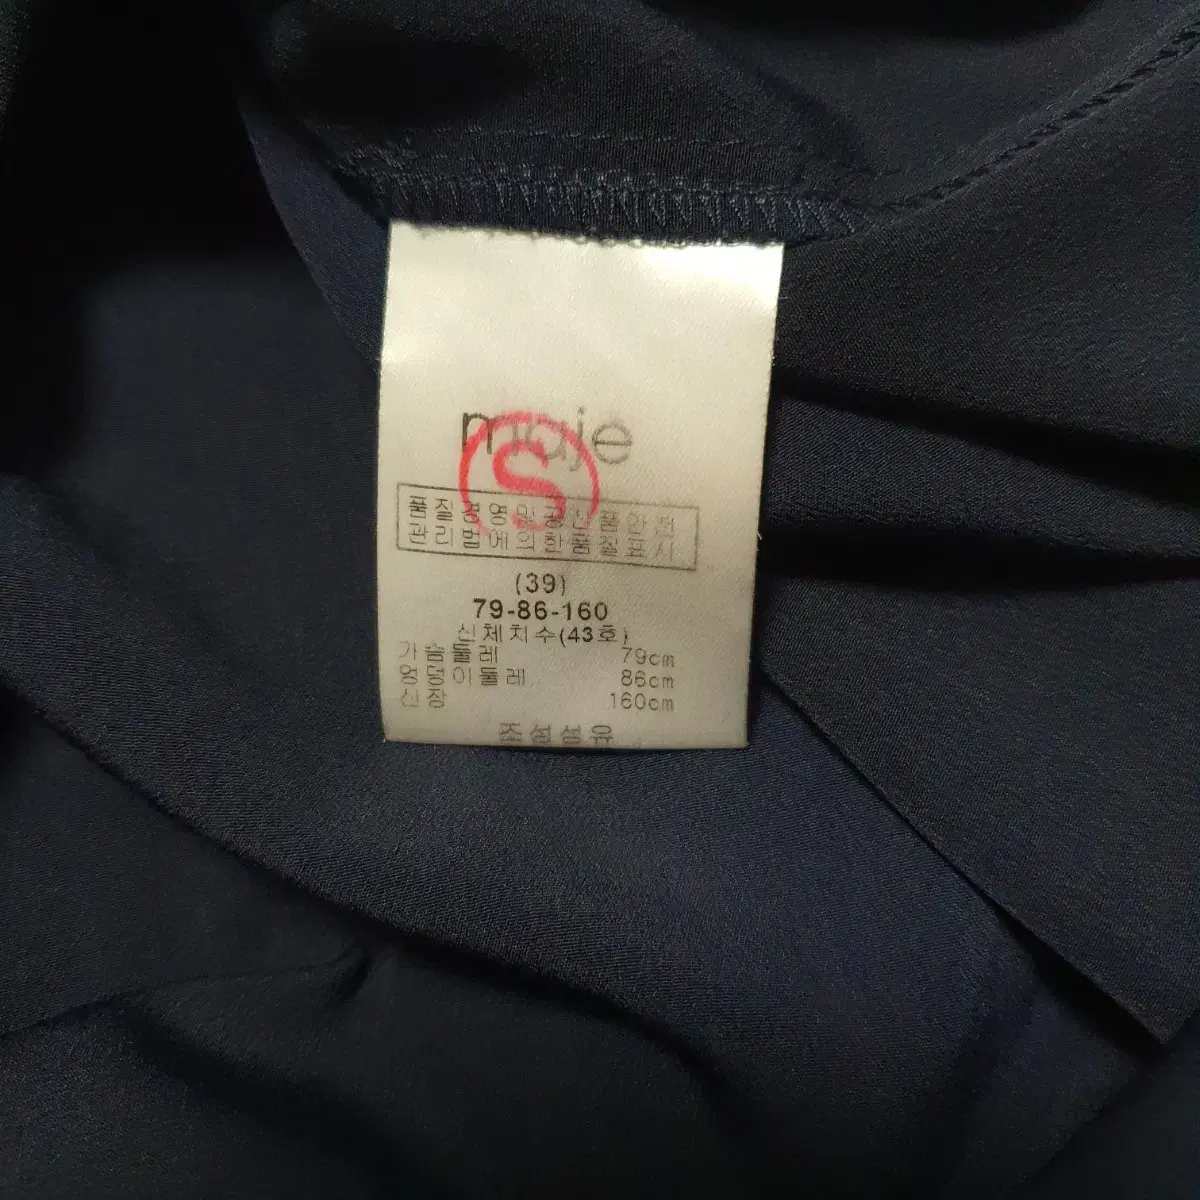 maje
S
품질경영및공산품안전
관리법에의한품질표시
(39)
79-86-160
신체치수(43호)
가슴둘레 79cm
엉덩이둘레 86cm
신장 160cm
조성섬유